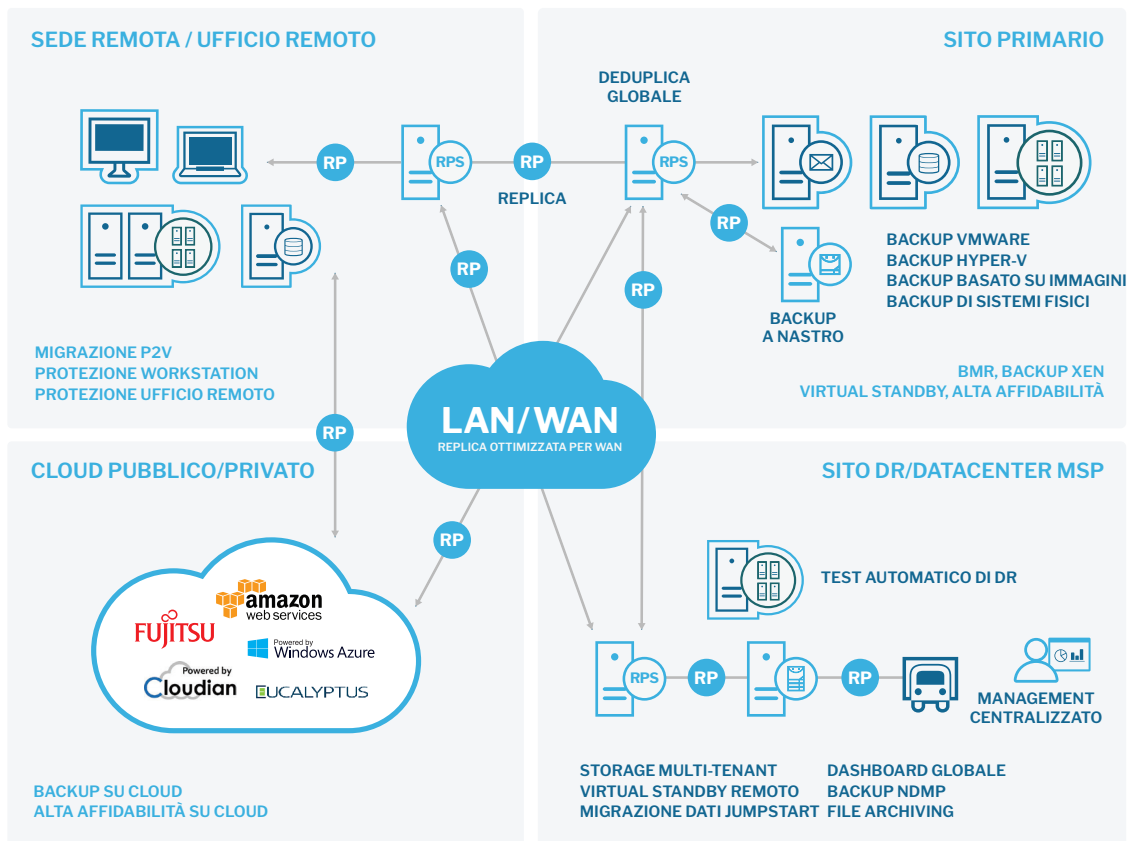 SEDE REMOTA / UFFICIO REMOTO
RP
RPS
RP
REPLICA
RP
MIGRAZIONE P2V
PROTEZIONE WORKSTATION
PROTEZIONE UFFICIO REMOTO
RP
SITO PRIMARIO
DEDUPLICA
GLOBALE
RPS
RP
RP
BACKUP
A NASTRO
BACKUP VMWARE
BACKUP HYPER-V
BACKUP BASATO SU IMMAGINI
BACKUP DI SISTEMI FISICI
BMR, BACKUP XEN
VIRTUAL STANDBY, ALTA AFFIDABILITÀ
LAN/WAN
REPLICA OTTIMIZZATA PER WAN
CLOUD PUBBLICO/PRIVATO
RP
amazon
web services
FUJITSU
Powered by
Windows Azure
Powered by
Cloudian
EUCALYPTUS
BACKUP SU CLOUD
ALTA AFFIDABILITÀ SU CLOUD
SITO DR/DATACENTER MSP
TEST AUTOMATICO DI DR
RPS
RP
RP
MANAGEMENT
CENTRALIZZATO
STORAGE MULTI-TENANT
VIRTUAL STANDBY REMOTO
MIGRAZIONE DATI JUMPSTART
DASHBOARD GLOBALE
BACKUP NDMP
FILE ARCHIVING